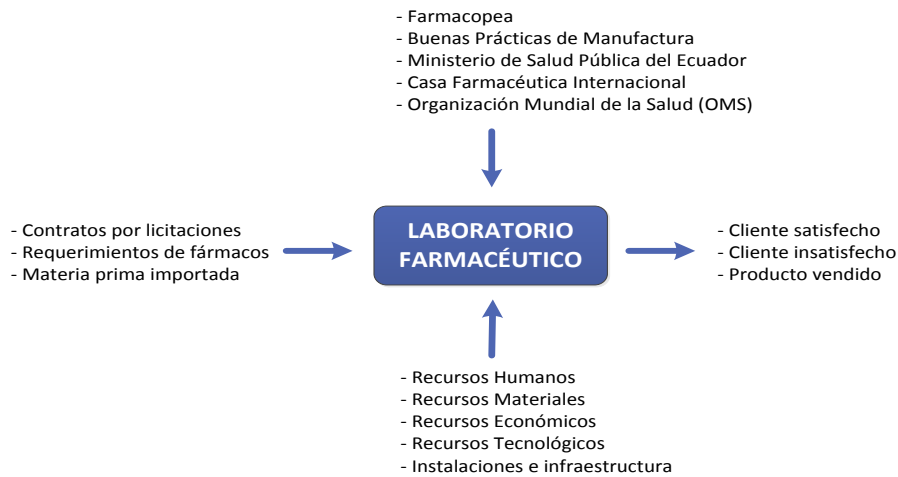 - Farmacopea
- Buenas Prácticas de Manufactura
- Ministerio de Salud Pública del Ecuador
- Casa Farmacéutica Internacional
- Organización Mundial de la Salud (OMS)
- Contratos por licitaciones
- Requerimientos de fármacos
- Materia prima importada
LABORATORIO
FARMACÉUTICO
- Cliente satisfecho
- Cliente insatisfecho
- Producto vendido
- Recursos Humanos
- Recursos Materiales
- Recursos Económicos
- Recursos Tecnológicos
- Instalaciones e infraestructura